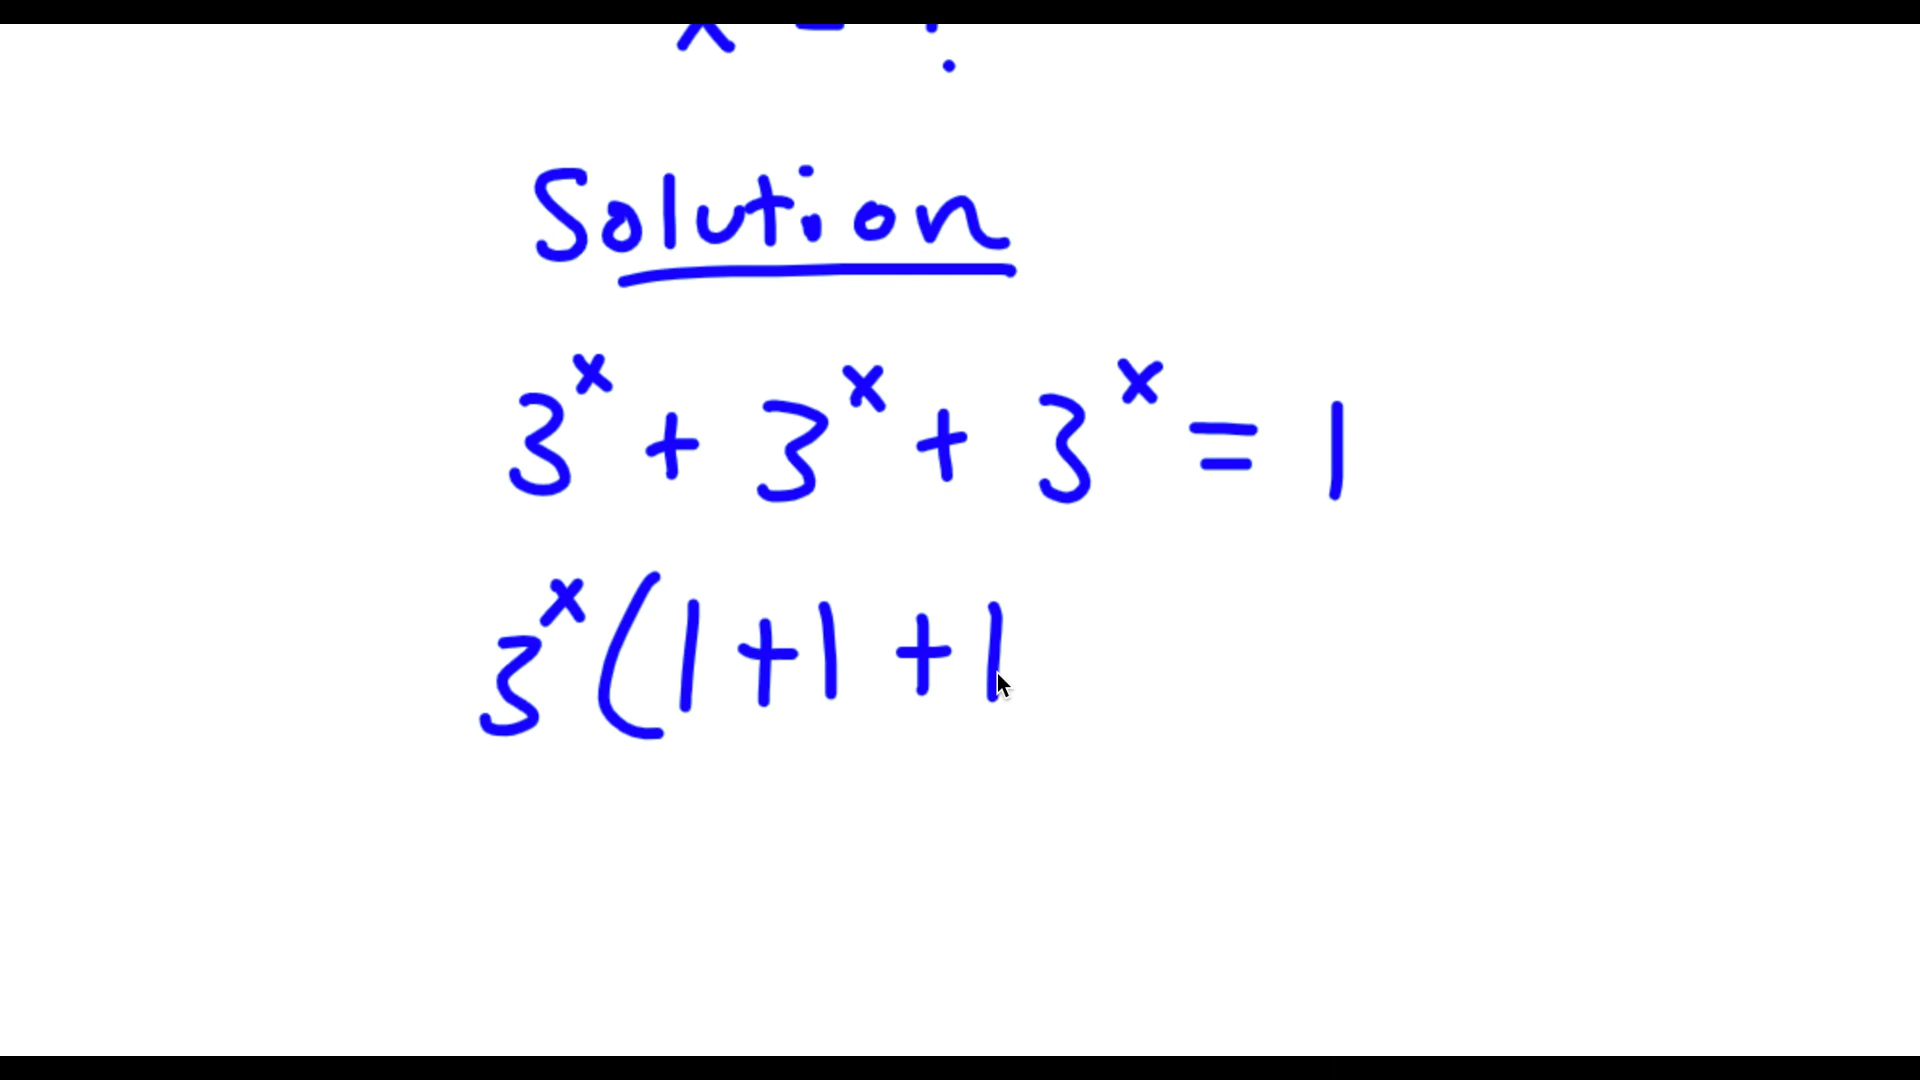 x = ?
Solution
3^x + 3^x + 3^x = 1
3^x (1 + 1 + 1